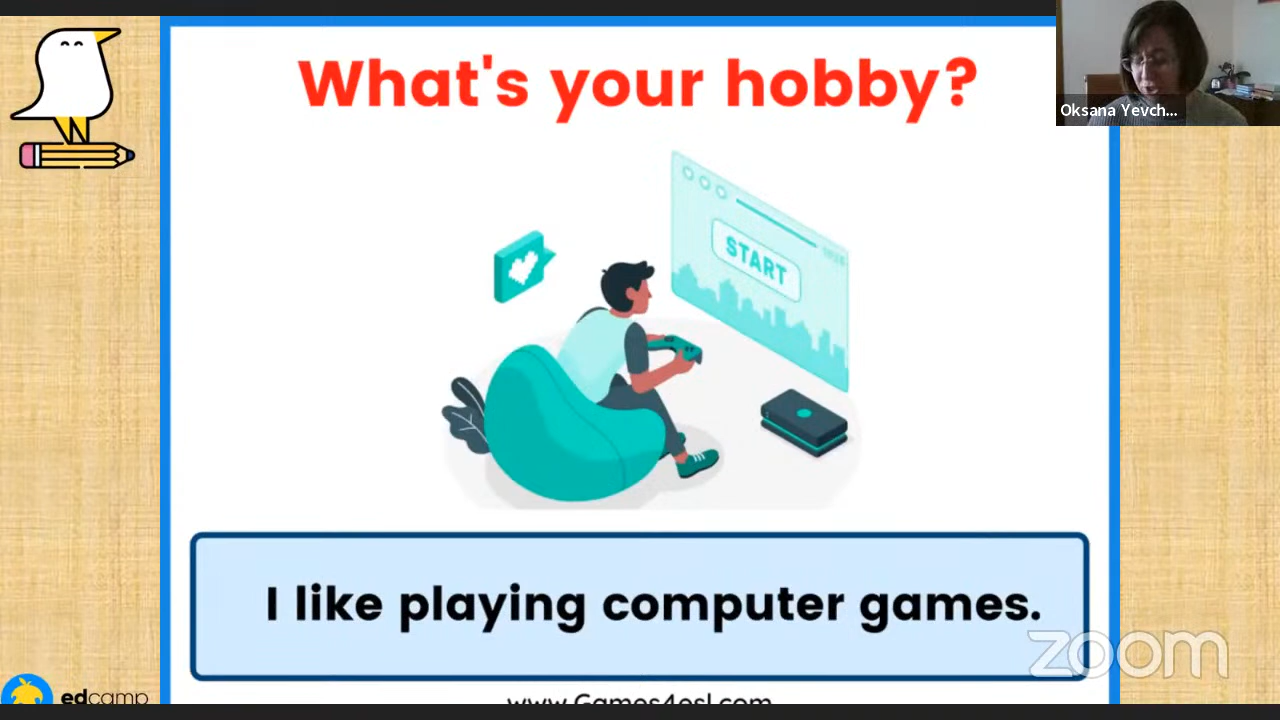 What's your hobby?
Oksana Yevch...
START
I like playing computer games.
zoom
edcamp
www.Games4esl.com